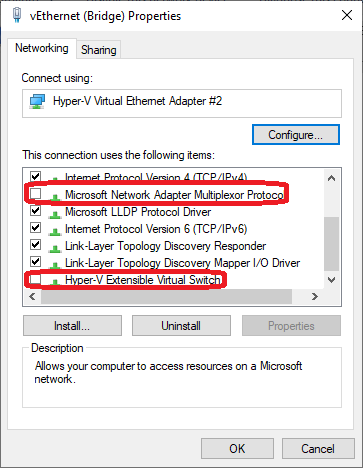 vEthernet (Bridge) Properties
Networking
Sharing
Connect using:
Hyper-V Virtual Ethernet Adapter #2
Configure...
This connection uses the following items:
Internet Protocol Version 4 (TCP/IPv4)
Microsoft Network Adapter Multiplexor Protoco
Microsoft LLDP Protocol Driver
Internet Protocol Version 6 (TCP/IPv6)
Link-Layer Topology Discovery Responder
Link-Layer Topology Discovery Mapper I/O Driver
Hyper-V Extensible Virtual Switch
Install...
Uninstall
Properties
Description
Allows your computer to access resources on a Microsoft
network.
OK
Cancel